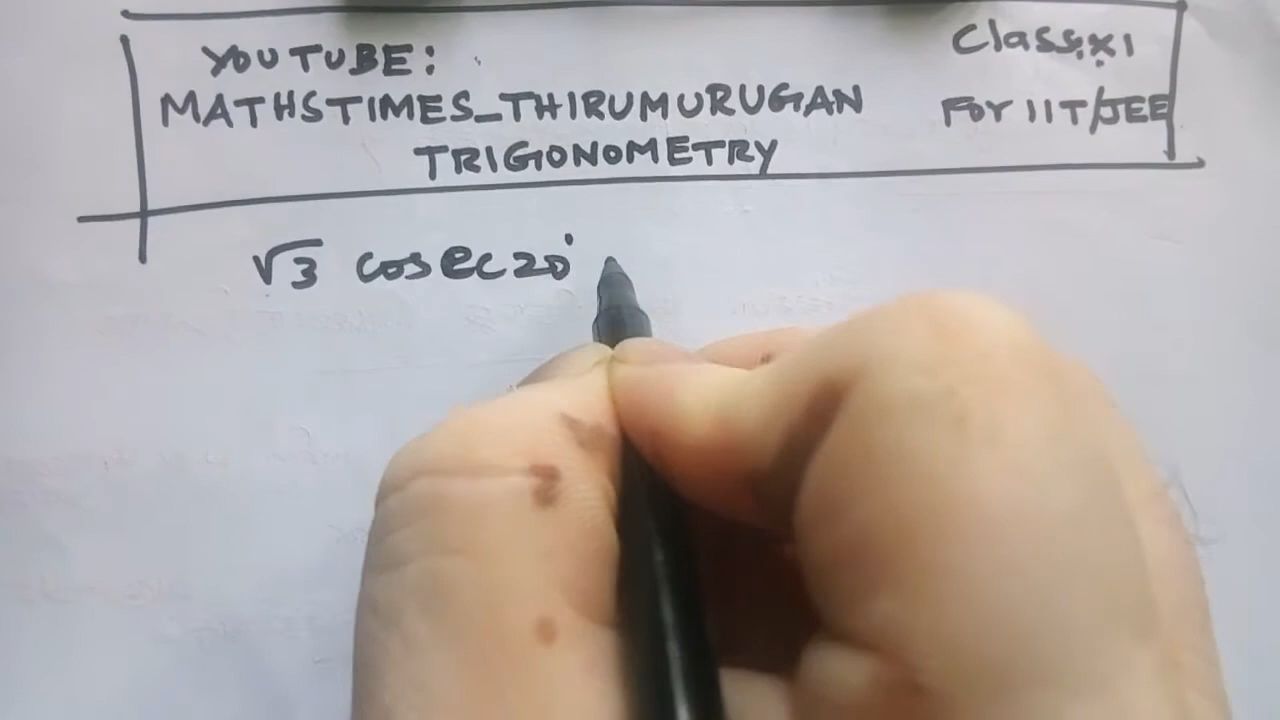 YOUTUBE:
MATHSTIMES_THIRUMURUGAN
TRIGONOMETRY
Class:XI
For IIT/JEE
√3 cosec20°